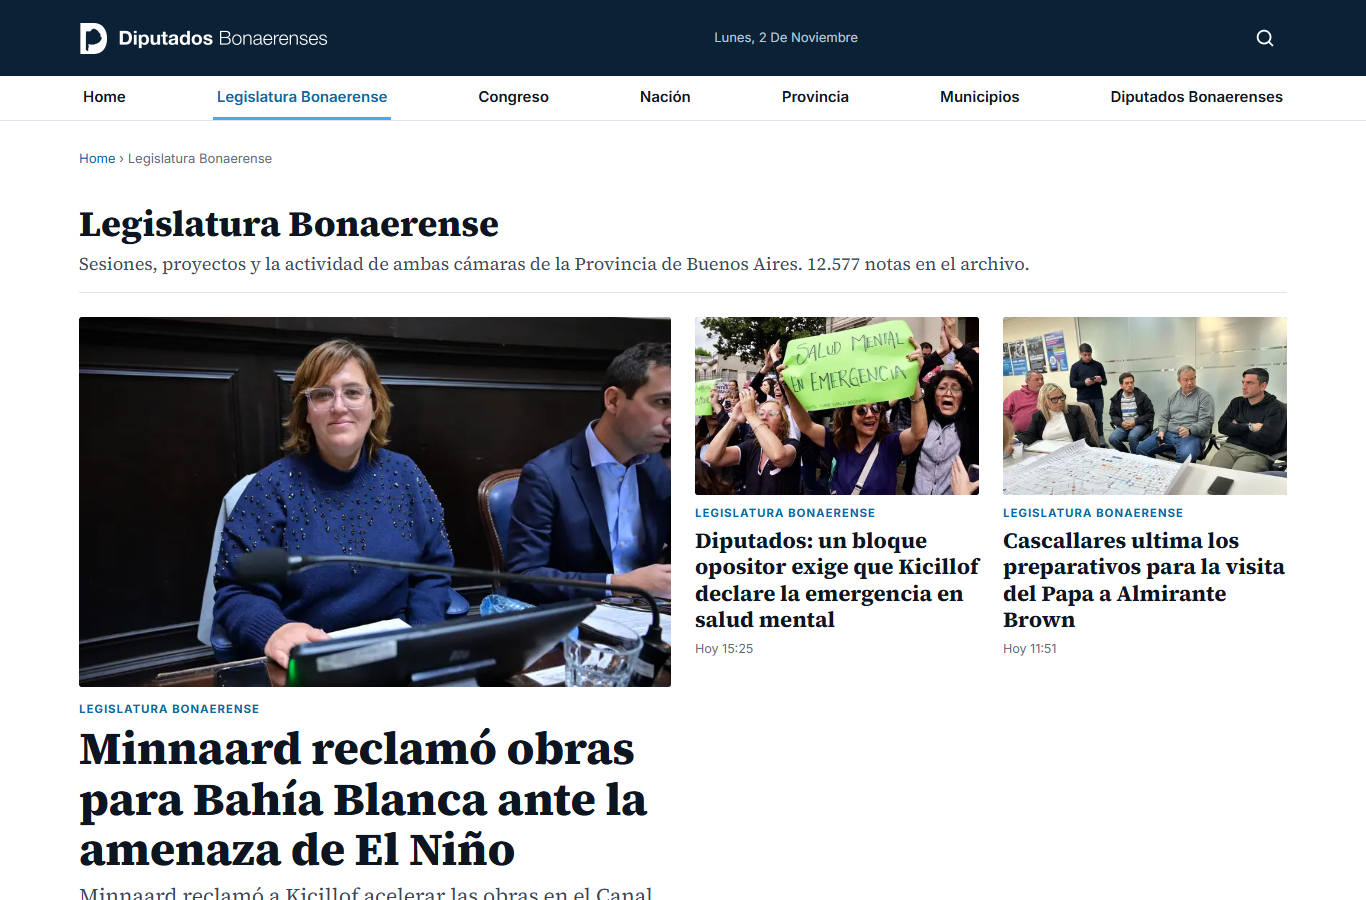 Diputados Bonaerenses
Lunes, 2 De Noviembre
Home
Legislatura Bonaerense
Congreso
Nación
Provincia
Municipios
Diputados Bonaerenses
Home › Legislatura Bonaerense
Legislatura Bonaerense
Sesiones, proyectos y la actividad de ambas cámaras de la Provincia de Buenos Aires. 12.577 notas en el archivo.
LEGISLATURA BONAERENSE
Minnaard reclamó obras
para Bahía Blanca ante la
amenaza de El Niño
Minnaard reclamó a Kicillof acelerar las obras en el Canal
SALUD MENTAL
EN EMERGENCIA
LEGISLATURA BONAERENSE
Diputados: un bloque
opositor exige que Kicillof
declare la emergencia en
salud mental
Hoy 15:25
LEGISLATURA BONAERENSE
Cascallares ultima los
preparativos para la visita
del Papa a Almirante
Brown
Hoy 11:51